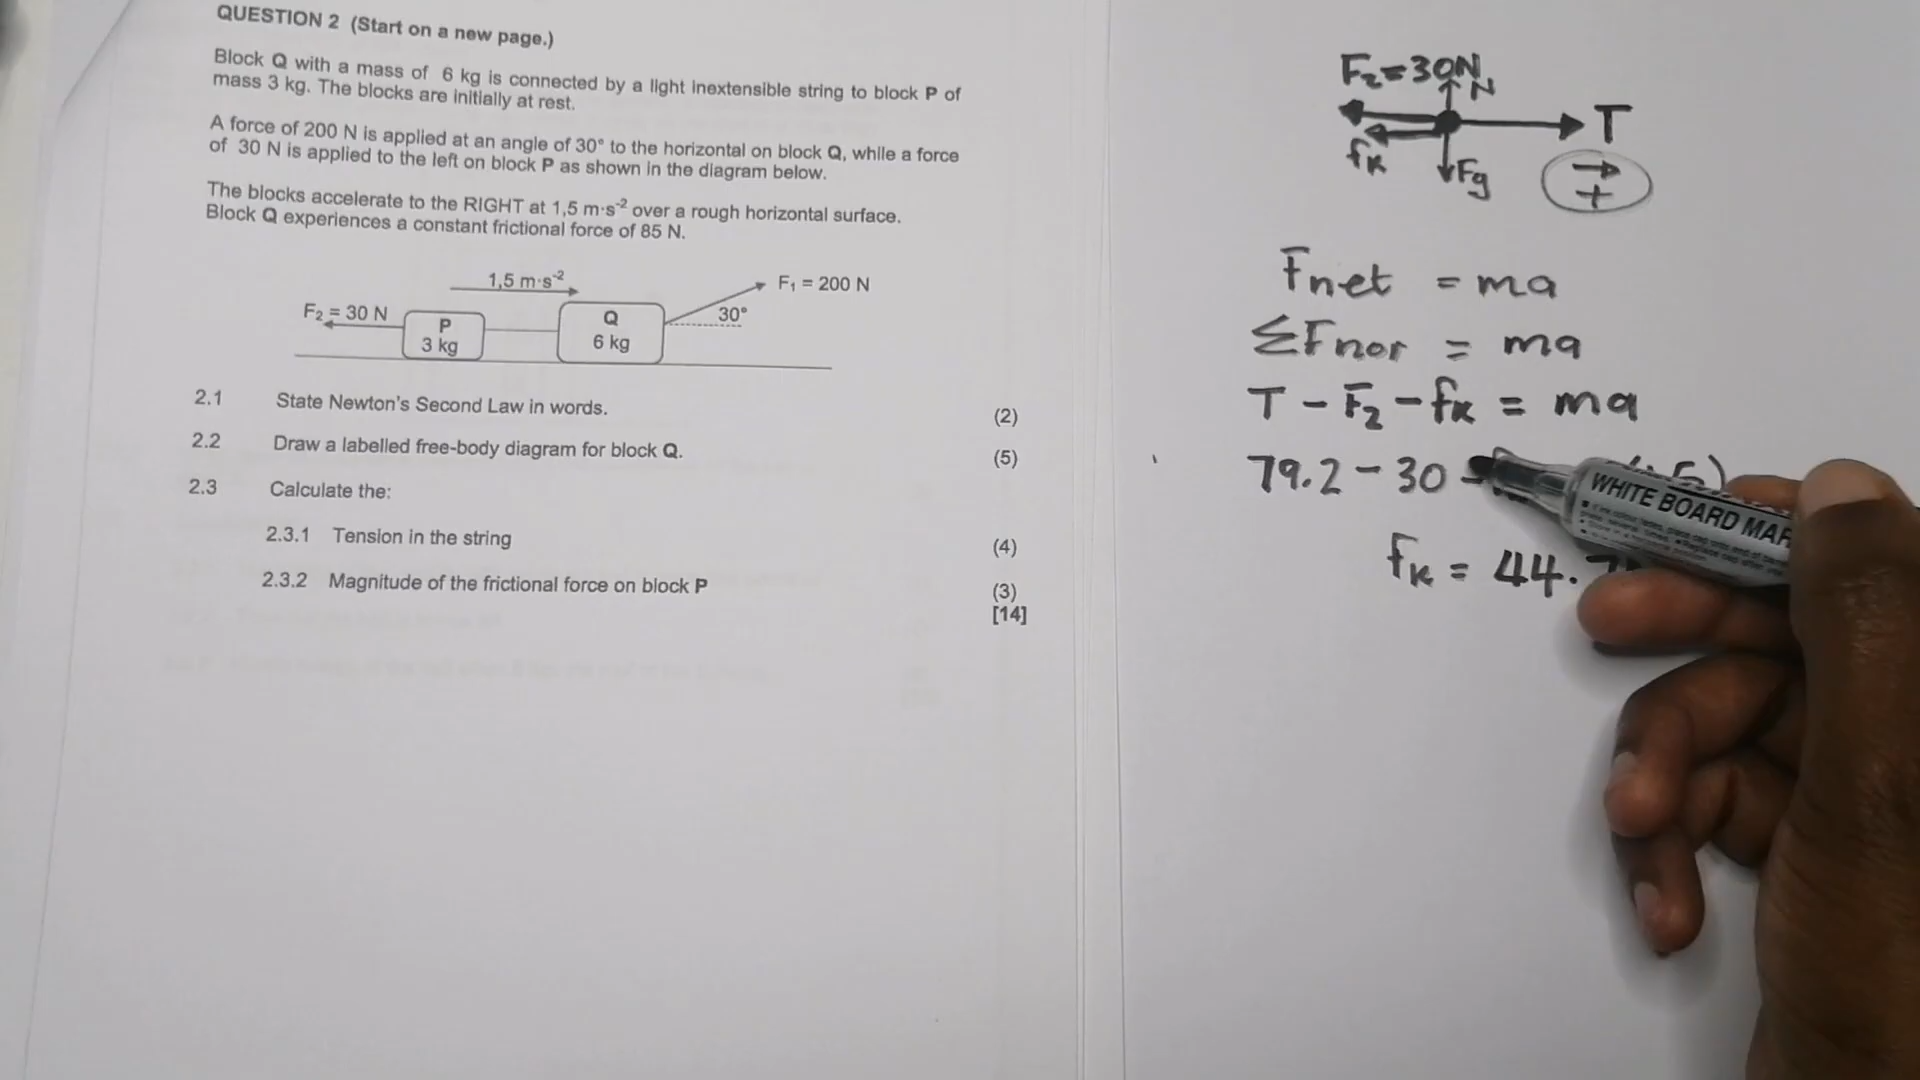 QUESTION 2 (Start on a new page.)
Block Q with a mass of 6 kg is connected by a light inextensible string to block P of
mass 3 kg. The blocks are initially at rest.
A force of 200 N is applied at an angle of 30° to the horizontal on block Q, while a force
of 30 N is applied to the left on block P as shown in the diagram below.
The blocks accelerate to the RIGHT at 1,5 m·s⁻² over a rough horizontal surface.
Block Q experiences a constant frictional force of 85 N.
1,5 m·s⁻²
F₁ = 200 N
F₂ = 30 N
30°
P
3 kg
Q
6 kg
2.1 State Newton's Second Law in words. (2)
2.2 Draw a labelled free-body diagram for block Q. (5)
2.3 Calculate the:
2.3.1 Tension in the string (4)
2.3.2 Magnitude of the frictional force on block P (3)
[14]
F₂=30N
N
T
fk
Fg
→
+
Fnet = ma
ΣFhor = ma
T - F₂ - fk = ma
79.2 - 30 -
fk = 44.7
WHITE BOARD MAR